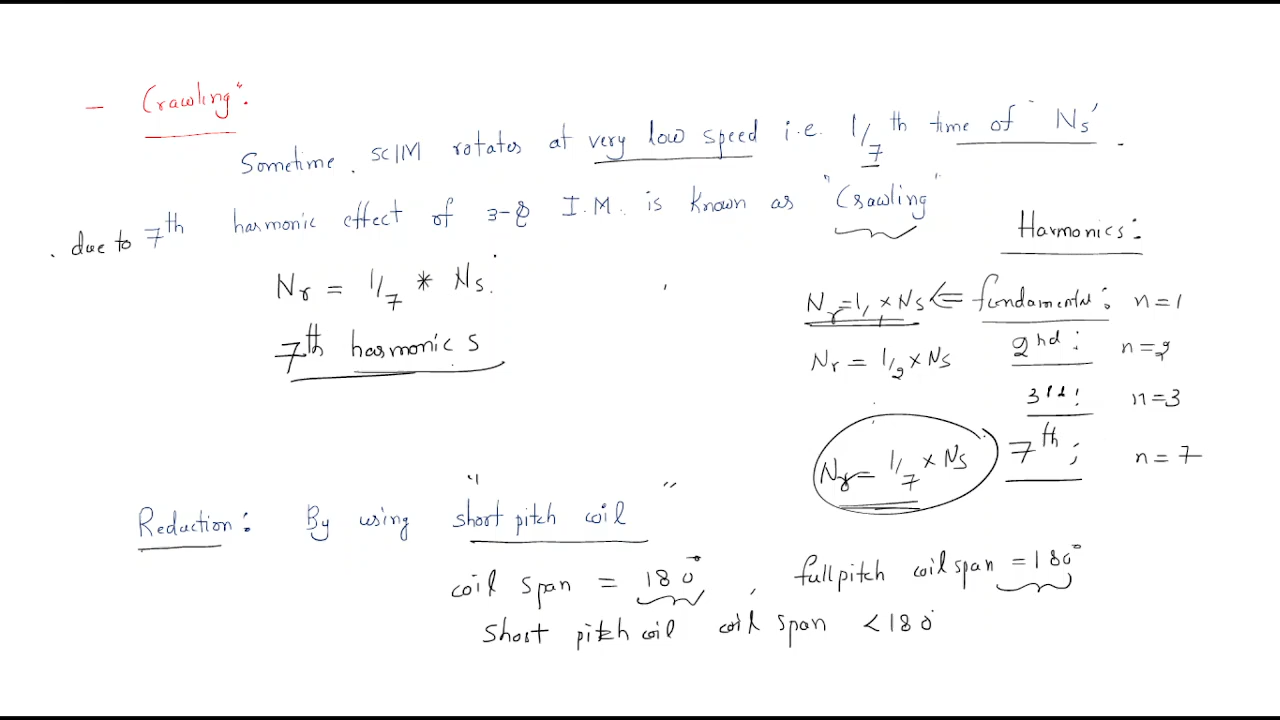 - Crawling".
Sometime. SCIM rotates at very low speed i.e. 1/7 th time of "Ns'.
. due to 7th harmonic effect of 3-φ I.M. is known as "Crawling"
Harmonics:
Nr = 1/7 * Ns.
7th harmonics
Nr=1/1 ×Ns <= fundamental: n=1
Nr = 1/2 ×Ns 2nd: n=2
3rd: n=3
Nr= 1/7 × Ns 7th; n=7
Reduction: By using "short pitch coil"
coil span = 180°, fullpitch coil span =180°
short pitch coil coil span <180